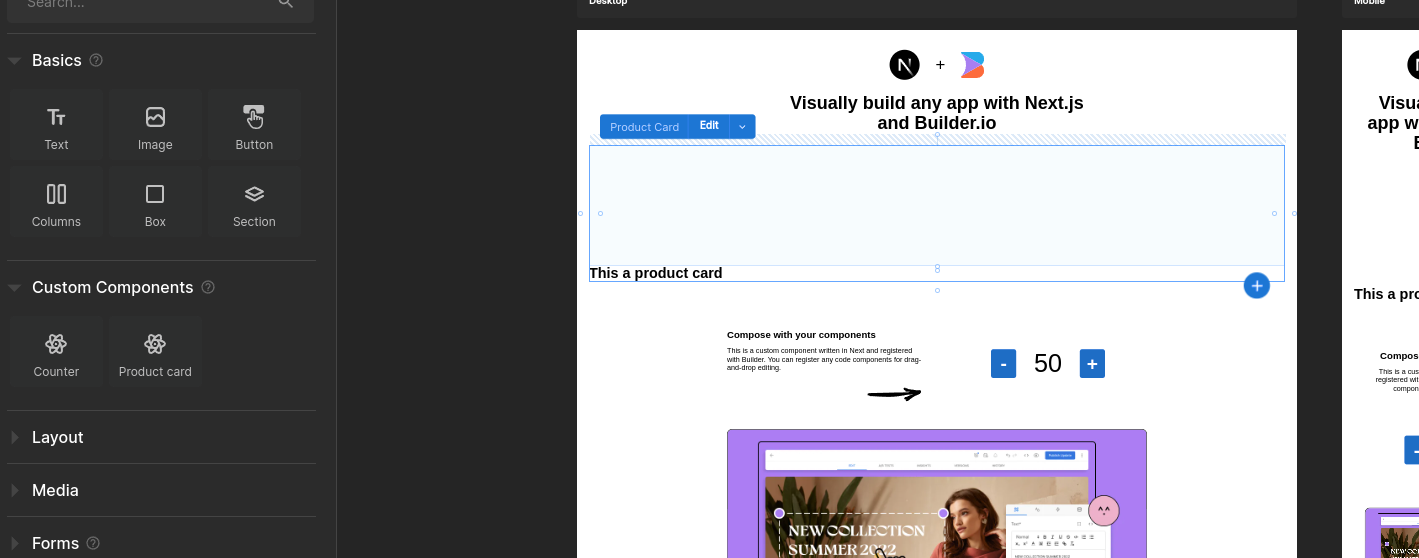 Search...
Basics
Text
Image
Button
Columns
Box
Section
Custom Components
Counter
Product card
Layout
Media
Forms
Desktop
N
+
Visually build any app with Next.js
and Builder.io
Product Card
Edit
This a product card
+
Compose with your components
This is a custom component written in Next and registered
with Builder. You can register any code components for drag-
and-drop editing.
-
50
+
NEW COLLECTION
SUMMER 2022
Mobile
Visua
app w
This a pro
Compos
This is a cus
registered wit
compon
-